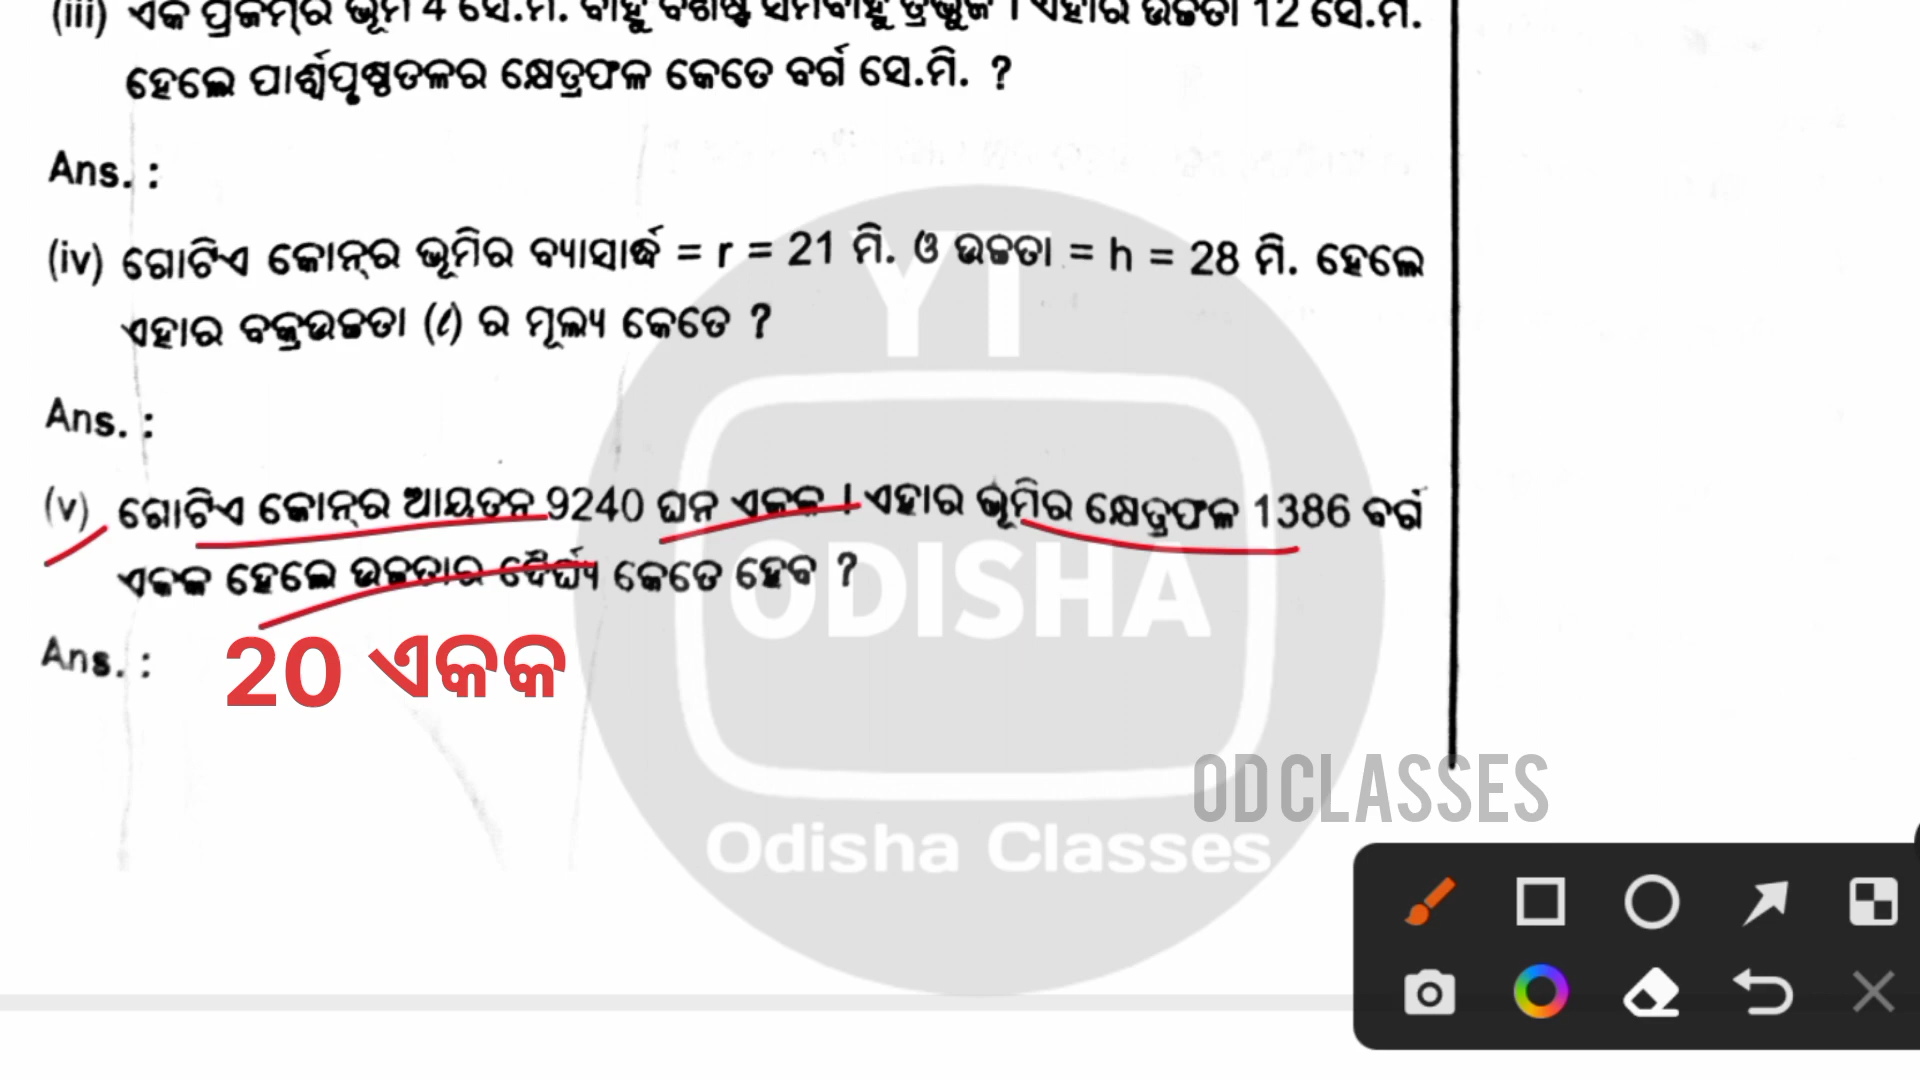 (iii) ଏକ ପ୍ରିଜିମ୍‌ର ଭୂମି 4 ସେ.ମି. ବାହୁ ବିଶିଷ୍ଟ ସମବାହୁ ତ୍ରିଭୁଜ । ଏହାର ଉଚ୍ଚତା 12 ସେ.ମି.
ହେଲେ ପାର୍ଶ୍ୱପୃଷ୍ଠତଳର କ୍ଷେତ୍ରଫଳ କେତେ ବର୍ଗ ସେ.ମି. ?
Ans. :
(iv) ଗୋଟିଏ କୋନ୍‌ର ଭୂମିର ବ୍ୟାସାର୍ଦ୍ଧ = r = 21 ମି. ଓ ଉଚ୍ଚତା = h = 28 ମି. ହେଲେ
ଏହାର ବକ୍ରଉଚ୍ଚତା (ℓ) ର ମୂଲ୍ୟ କେତେ ?
Ans. :
(v) ଗୋଟିଏ କୋନ୍‌ର ଆୟତନ 9240 ଘନ ଏକକ । ଏହାର ଭୂମିର କ୍ଷେତ୍ରଫଳ 1386 ବର୍ଗ
ଏକକ ହେଲେ ଉଚ୍ଚତାର ଦୈର୍ଘ୍ୟ କେତେ ହେବ ?
Ans. : 20 ଏକକ
YT
ODISHA
Odisha Classes
OD CLASSES